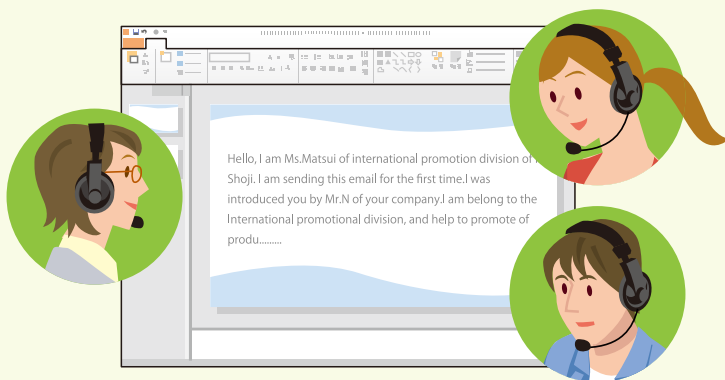 Hello, I am Ms.Matsui of international promotion division of
Shoji. I am sending this email for the first time.I was
introduced you by Mr.N of your company.I am belong to the
International promotional division, and help to promote of
produ.........